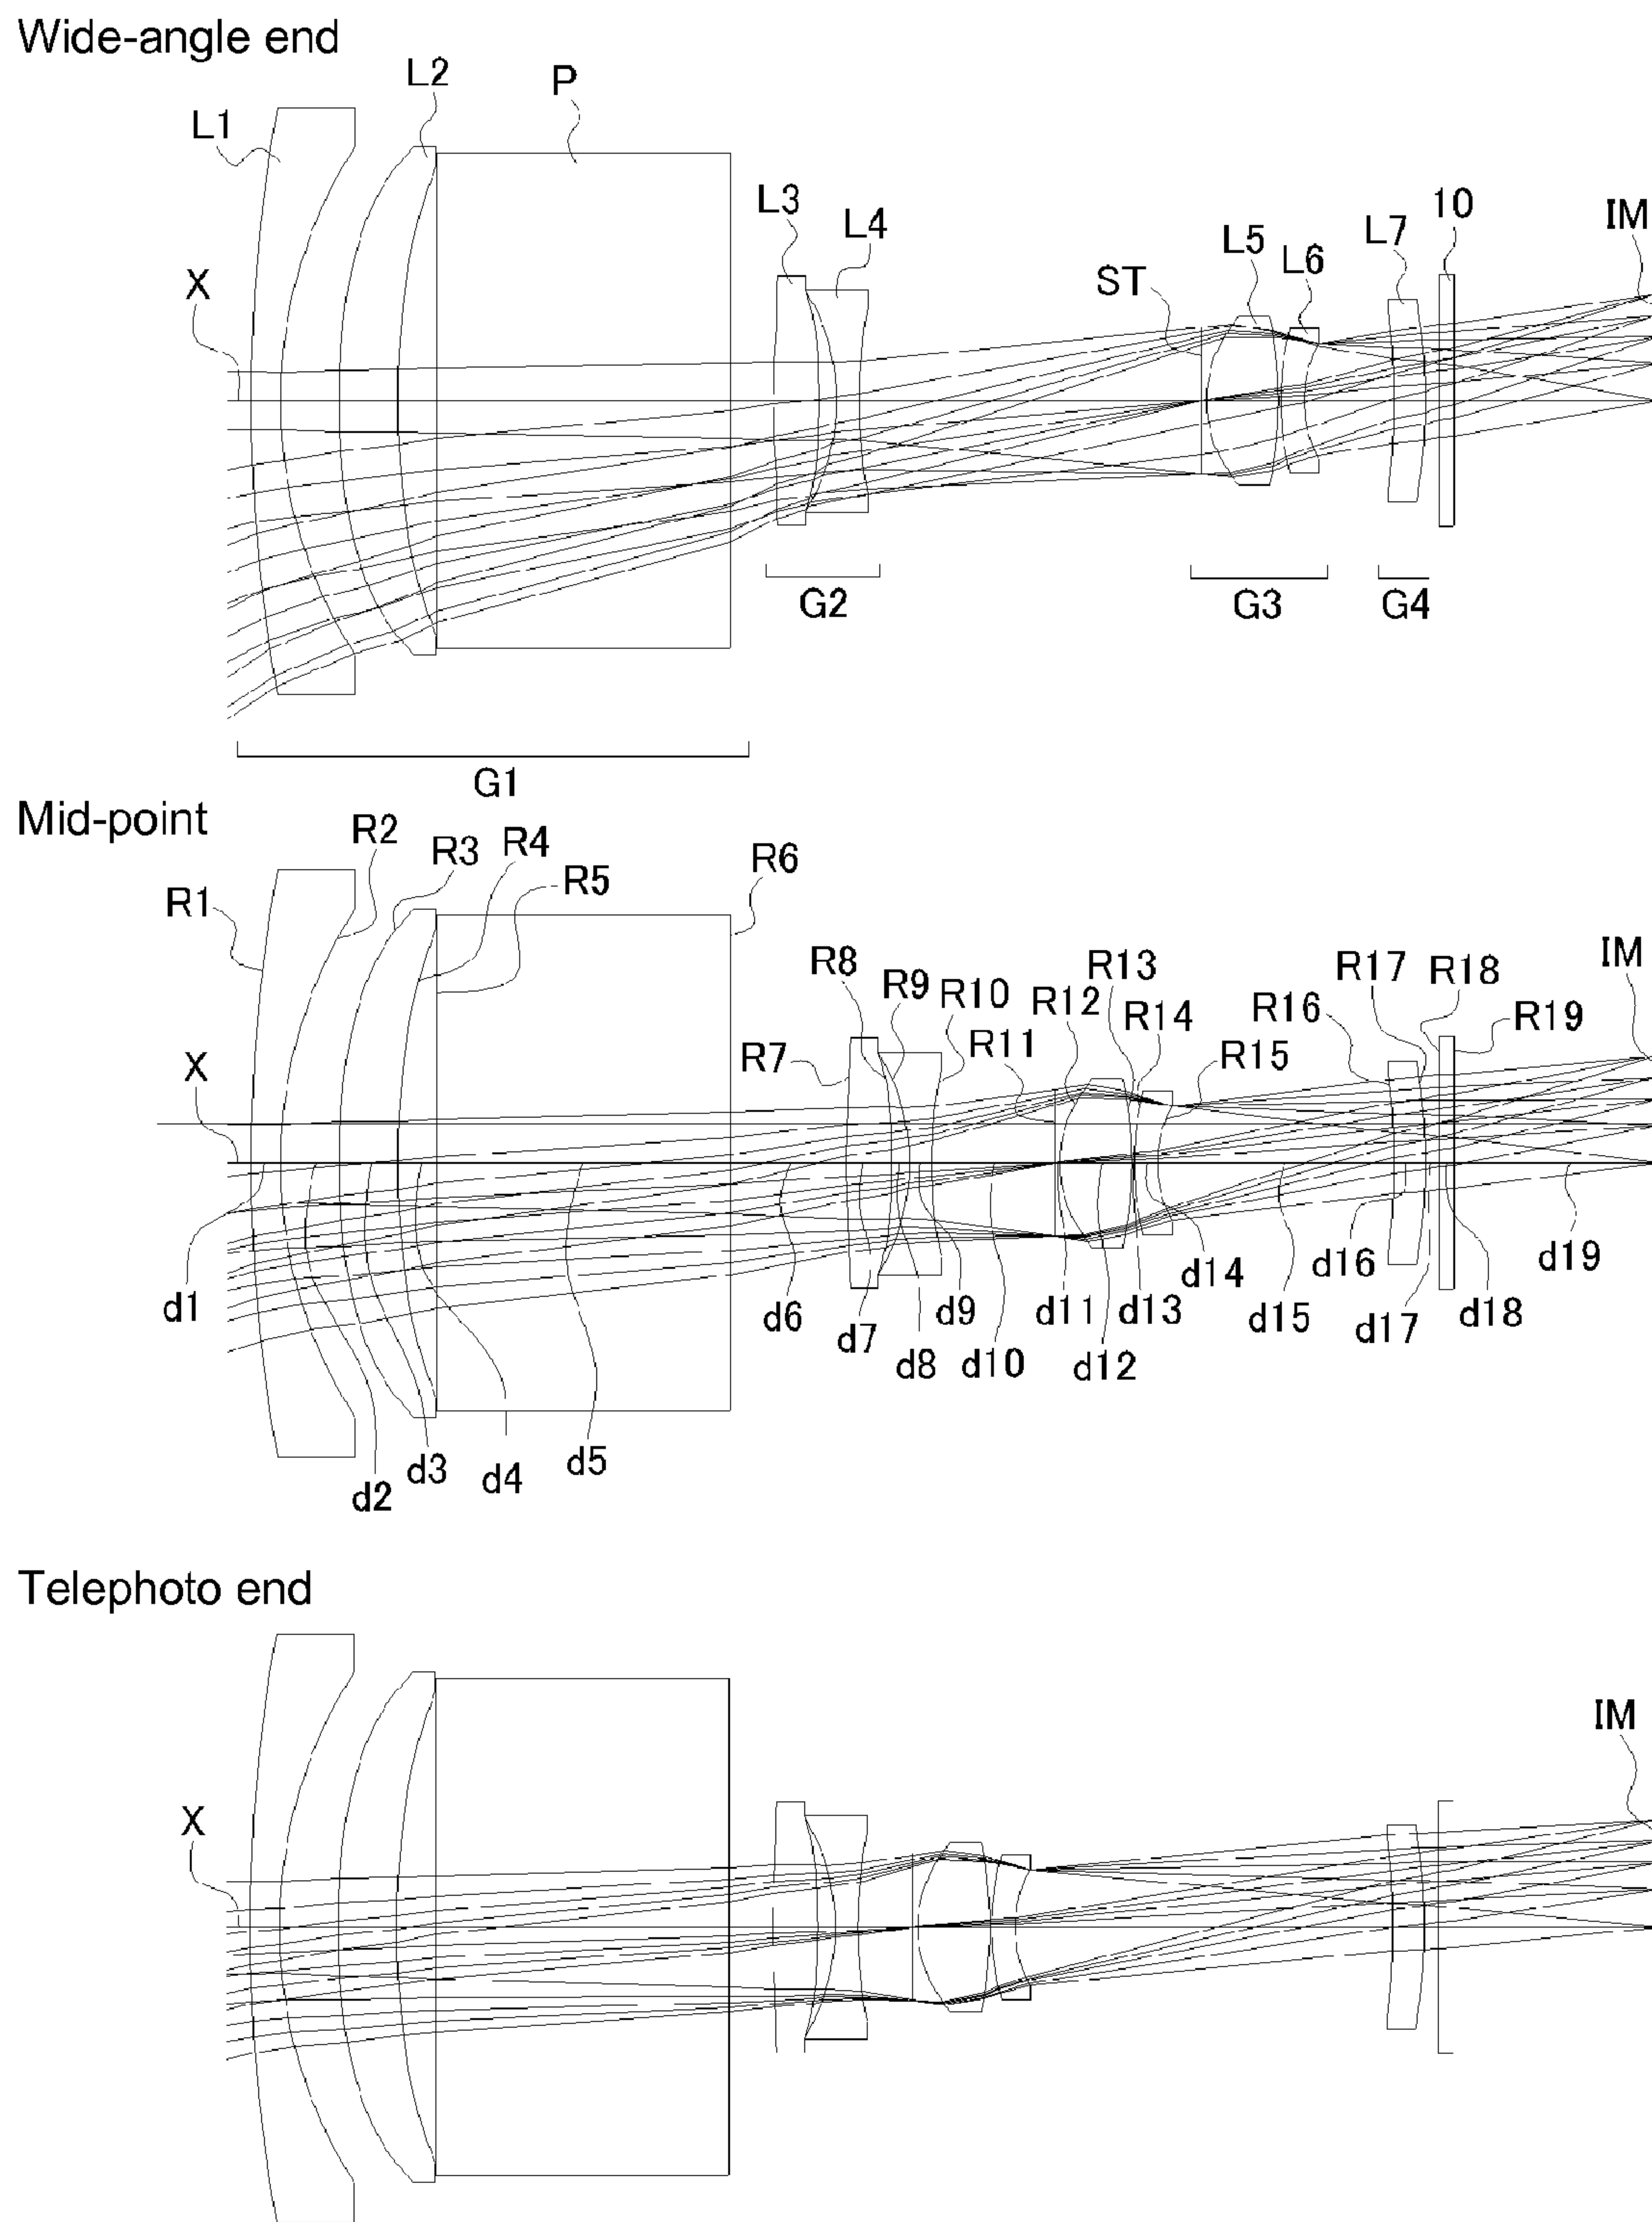 Wide-angle end
L2
P
L1
L3
L4
10
IM
L7
L5
L6
ST
X
G2
G3
G4
G1
Mid-point
R2
R3
R4
R5
R6
R1
R8
R9
R10
R11
R12
R13
R14
R15
R16
R17
R18
R19
IM
R7
X
d1
d2
d3
d4
d5
d6
d7
d8
d9
d10
d11
d12
d13
d14
d15
d16
d17
d18
d19
Telephoto end
IM
X